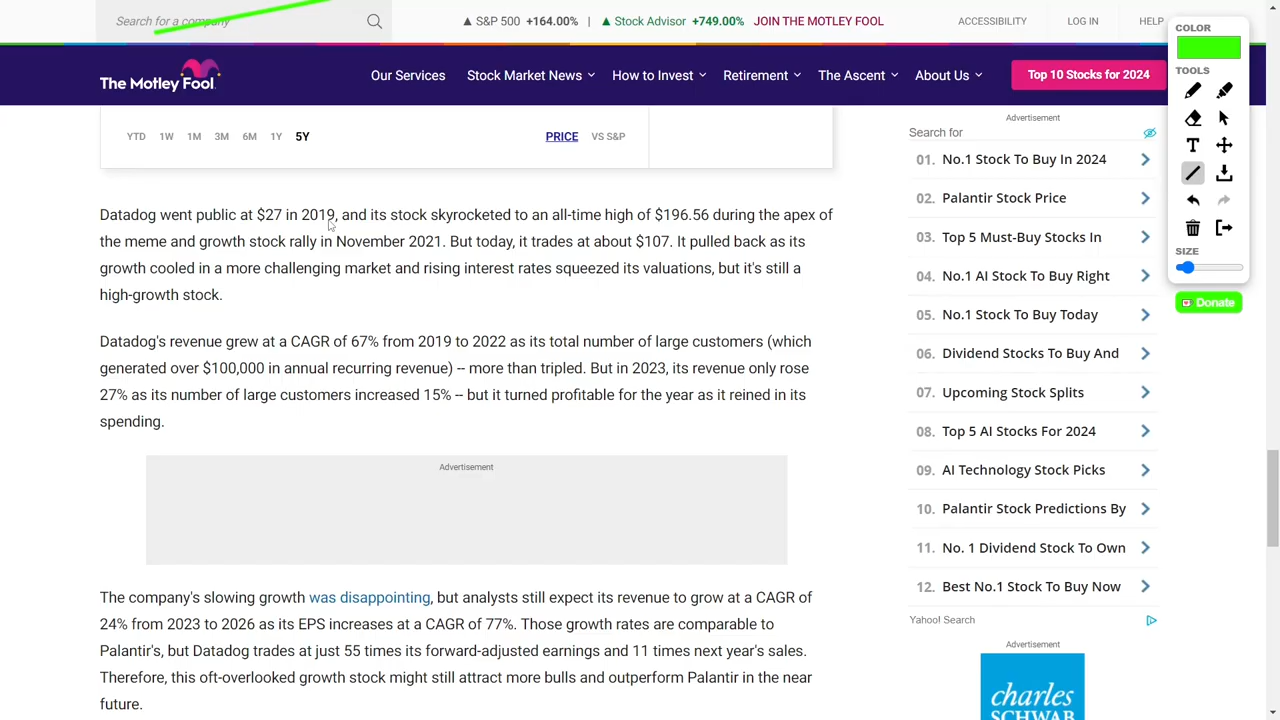 Search for a company
▲ S&P 500 +164.00% | ▲ Stock Advisor +749.00% JOIN THE MOTLEY FOOL
ACCESSIBILITY LOG IN HELP
The Motley Fool
Our Services Stock Market News How to Invest Retirement The Ascent About Us Top 10 Stocks for 2024
YTD 1W 1M 3M 6M 1Y 5Y PRICE VS S&P
Datadog went public at $27 in 2019, and its stock skyrocketed to an all-time high of $196.56 during the apex of
the meme and growth stock rally in November 2021. But today, it trades at about $107. It pulled back as its
growth cooled in a more challenging market and rising interest rates squeezed its valuations, but it's still a
high-growth stock.
Datadog's revenue grew at a CAGR of 67% from 2019 to 2022 as its total number of large customers (which
generated over $100,000 in annual recurring revenue) -- more than tripled. But in 2023, its revenue only rose
27% as its number of large customers increased 15% -- but it turned profitable for the year as it reined in its
spending.
Advertisement
The company's slowing growth was disappointing, but analysts still expect its revenue to grow at a CAGR of
24% from 2023 to 2026 as its EPS increases at a CAGR of 77%. Those growth rates are comparable to
Palantir's, but Datadog trades at just 55 times its forward-adjusted earnings and 11 times next year's sales.
Therefore, this oft-overlooked growth stock might still attract more bulls and outperform Palantir in the near
future.
Advertisement
Search for
01. No.1 Stock To Buy In 2024
02. Palantir Stock Price
03. Top 5 Must-Buy Stocks In
04. No.1 AI Stock To Buy Right
05. No.1 Stock To Buy Today
06. Dividend Stocks To Buy And
07. Upcoming Stock Splits
08. Top 5 AI Stocks For 2024
09. AI Technology Stock Picks
10. Palantir Stock Predictions By
11. No. 1 Dividend Stock To Own
12. Best No.1 Stock To Buy Now
Yahoo! Search
Advertisement
charles
SCHWAB
COLOR
TOOLS
T
SIZE
Donate